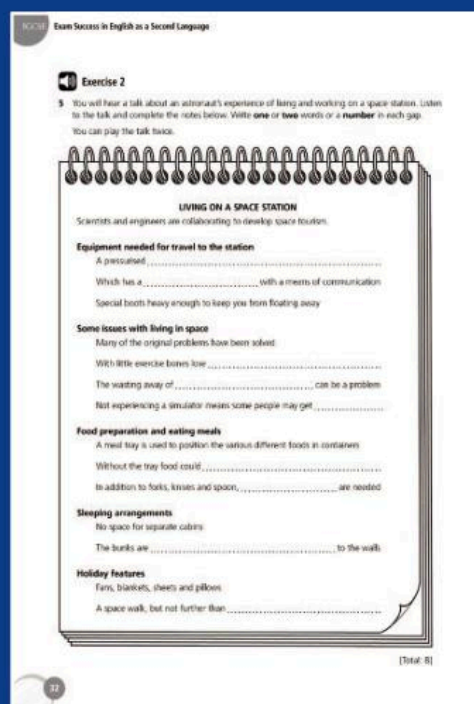 IGCSE Exam Success in English as a Second Language
Exercise 2
5 You will hear a talk about an astronaut's experience of living and working on a space station. Listen
to the talk and complete the notes below. Write one or two words or a number in each gap.
You can play the talk twice.
LIVING ON A SPACE STATION
Scientists and engineers are collaborating to develop space tourism.
Equipment needed for travel to the station
A pressurised
Which has a with a means of communication
Special boots heavy enough to keep you from floating away
Some issues with living in space
Many of the original problems have been solved
With little exercise bones lose
The wasting away of can be a problem
Not experiencing a simulator means some people may get
Food preparation and eating meals
A meal tray is used to position the various different foods in containers
Without the tray food could
In addition to forks, knives and spoon, are needed
Sleeping arrangements
No space for separate cabins
The bunks are to the walls
Holiday features
Fans, blankets, sheets and pillows
A space walk, but not further than
[Total: 8]
32